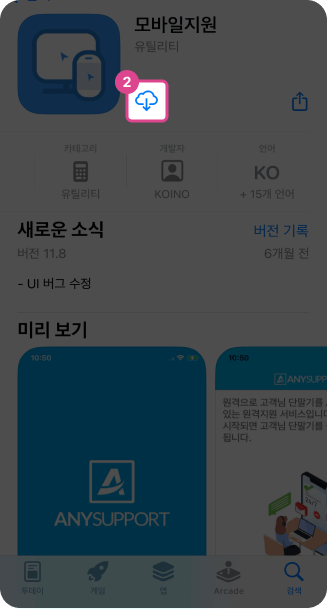 모바일지원
유틸리티
2
카테고리
개발자
언어
KO
유틸리티
KOINO
+ 15개 언어
새로운 소식
버전 기록
버전 11.8
6개월 전
- UI 버그 수정
미리 보기
10:50
10:50
ANYSUPP
원격으로 고객님 단말기를
있는 원격지원 서비스입니다
시작되면 고객님 단말기를
됩니다.
24/7
ANYSUPPORT
투데이
게임
앱
Arcade
검색